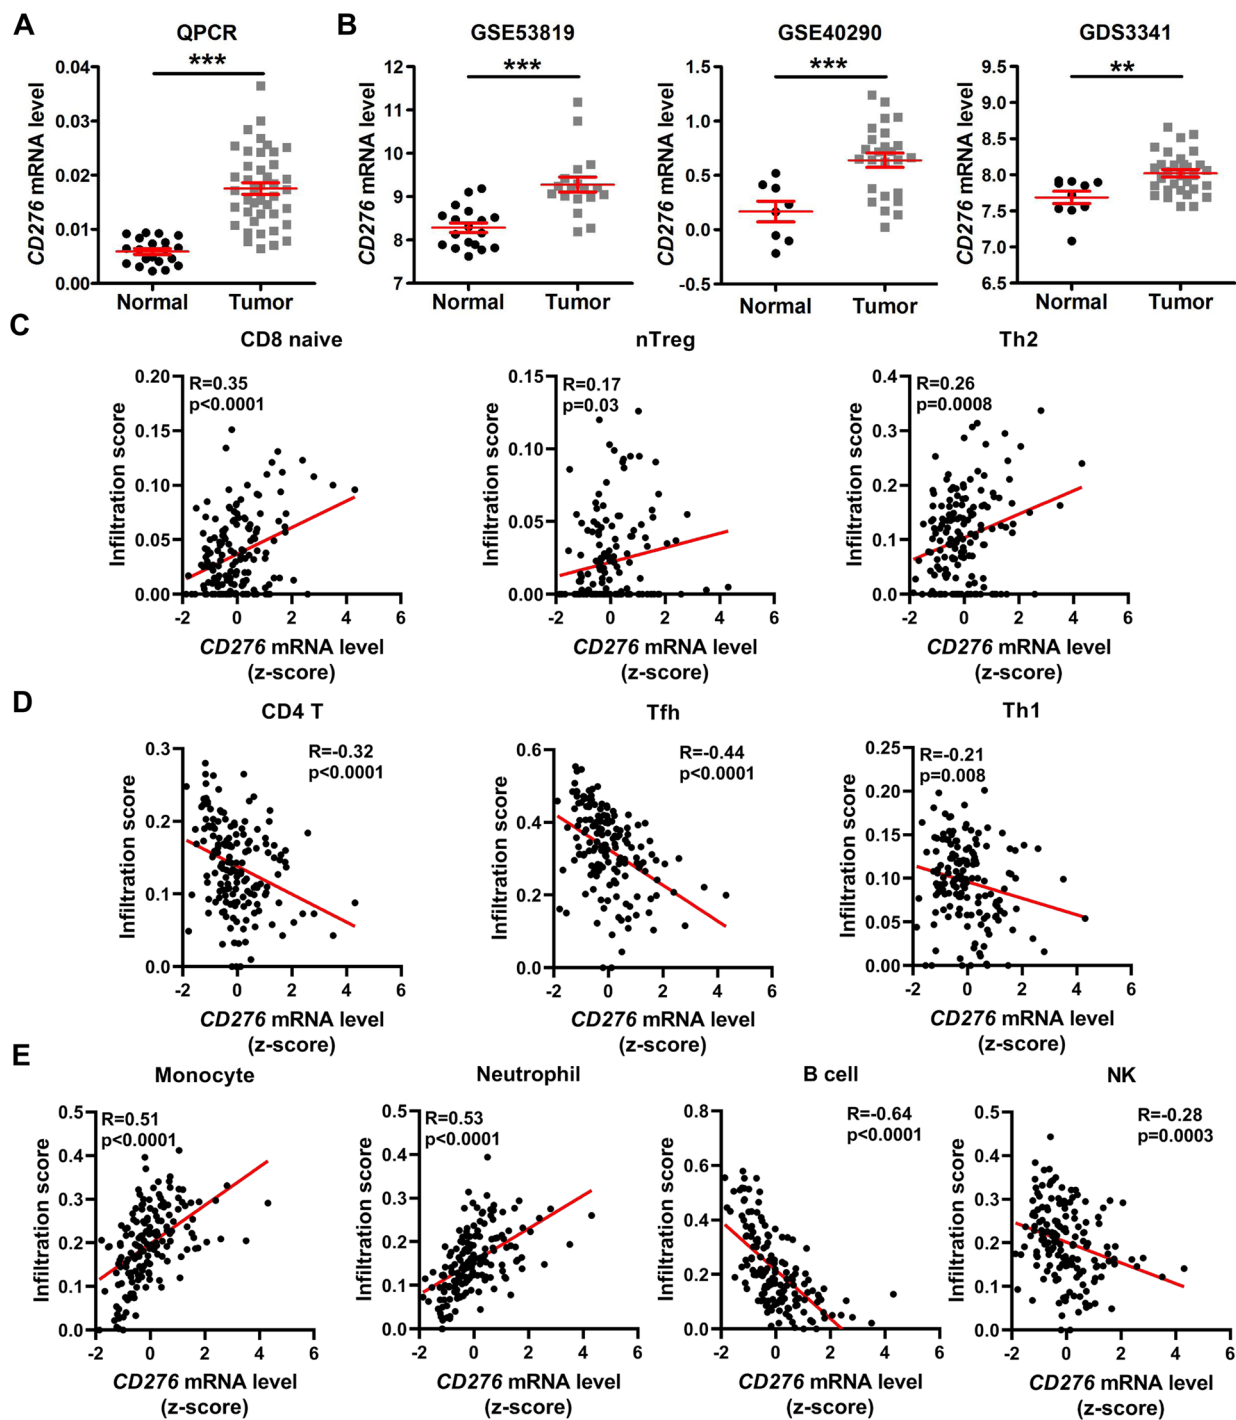 A
B
QPCR
GSE53819
GSE40290
GDS3341
***
***
***
**
CD276 mRNA level
0.04
0.03
0.02
0.01
0.00
Normal
Tumor
CD276 mRNA level
12
11
10
9
8
7
Normal
Tumor
CD276 mRNA level
1.5
1.0
0.5
0.0
-0.5
Normal
Tumor
CD276 mRNA level
9.5
9.0
8.5
8.0
7.5
7.0
6.5
Normal
Tumor
C
CD8 naive
R=0.35
p<0.0001
Infiltration score
0.20
0.15
0.10
0.05
0.00
-2 0 2 4 6
CD276 mRNA level
(z-score)
nTreg
R=0.17
p=0.03
Infiltration score
0.15
0.10
0.05
0.00
-2 0 2 4 6
CD276 mRNA level
(z-score)
Th2
R=0.26
p=0.0008
Infiltration score
0.4
0.3
0.2
0.1
0.0
-2 0 2 4 6
CD276 mRNA level
(z-score)
D
CD4 T
R=-0.32
p<0.0001
Infiltration score
0.3
0.2
0.1
0.0
-2 0 2 4 6
CD276 mRNA level
(z-score)
Tfh
R=-0.44
p<0.0001
Infiltration score
0.6
0.4
0.2
0.0
-2 0 2 4 6
CD276 mRNA level
(z-score)
Th1
R=-0.21
p=0.008
Infiltration score
0.25
0.20
0.15
0.10
0.05
0.00
-2 0 2 4 6
CD276 mRNA level
(z-score)
E
Monocyte
R=0.51
p<0.0001
Infiltration score
0.5
0.4
0.3
0.2
0.1
0.0
-2 0 2 4 6
CD276 mRNA level
(z-score)
Neutrophil
R=0.53
p<0.0001
Infiltration score
0.5
0.4
0.3
0.2
0.1
0.0
-2 0 2 4 6
CD276 mRNA level
(z-score)
B cell
R=-0.64
p<0.0001
Infiltration score
0.8
0.6
0.4
0.2
0.0
-2 0 2 4 6
CD276 mRNA level
(z-score)
NK
R=-0.28
p=0.0003
Infiltration score
0.5
0.4
0.3
0.2
0.1
0.0
-2 0 2 4 6
CD276 mRNA level
(z-score)